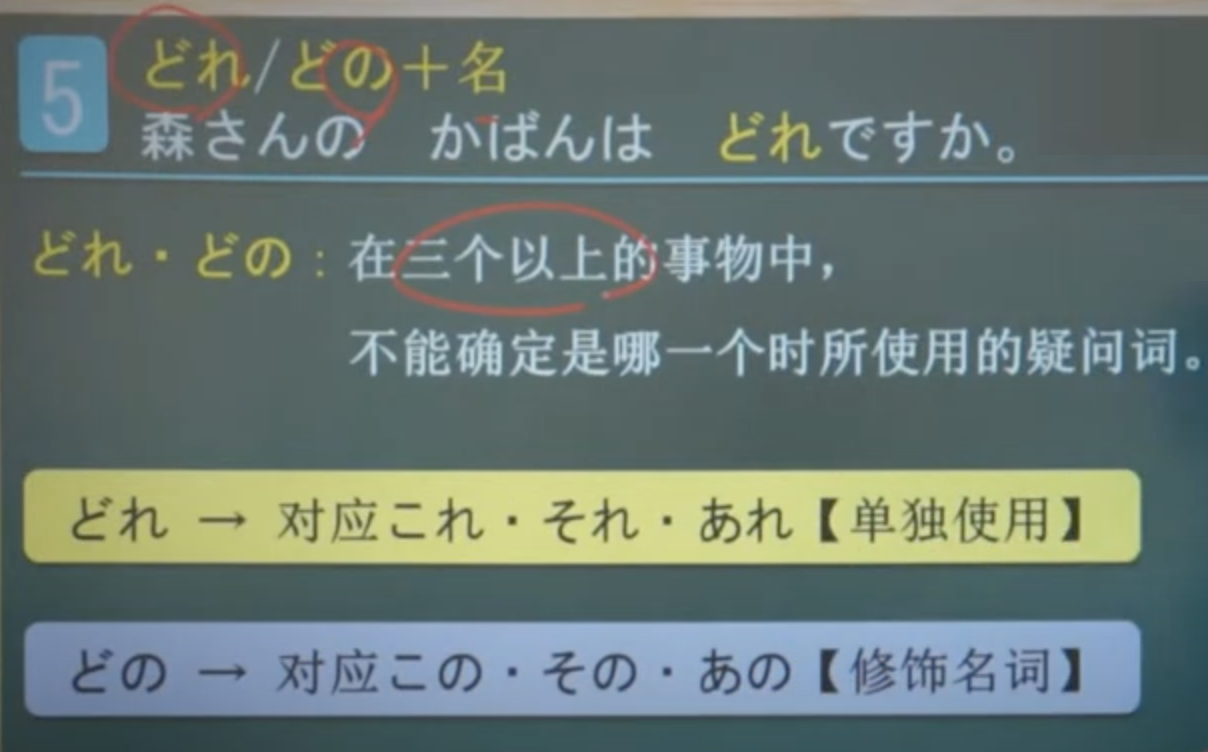 5
どれ/どの＋名
森さんの　かばんは　どれですか。
どれ・どの：在三个以上的事物中，
不能确定是哪一个时所使用的疑问词。
どれ → 对应これ・それ・あれ【单独使用】
どの → 对应この・その・あの【修饰名词】